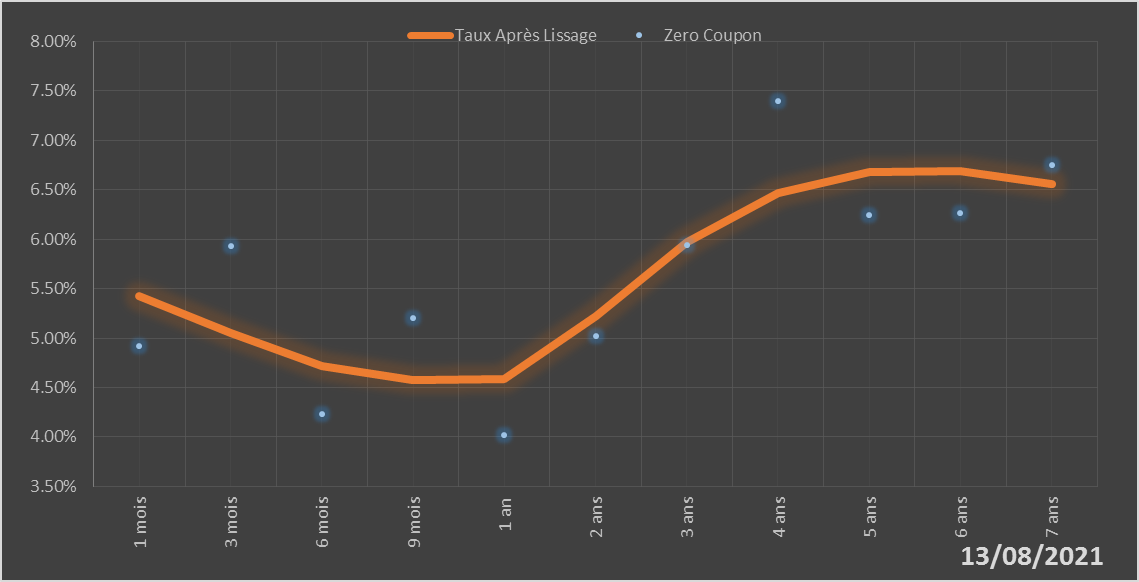 Taux Après Lissage
Zero Coupon
8.00%
7.50%
7.00%
6.50%
6.00%
5.50%
5.00%
4.50%
4.00%
3.50%
1 mois
3 mois
6 mois
9 mois
1 an
2 ans
3 ans
4 ans
5 ans
6 ans
7 ans
13/08/2021